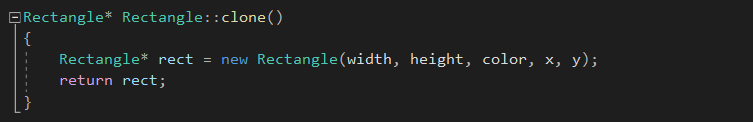 Rectangle* Rectangle::clone()
{
    Rectangle* rect = new Rectangle(width, height, color, x, y);
    return rect;
}